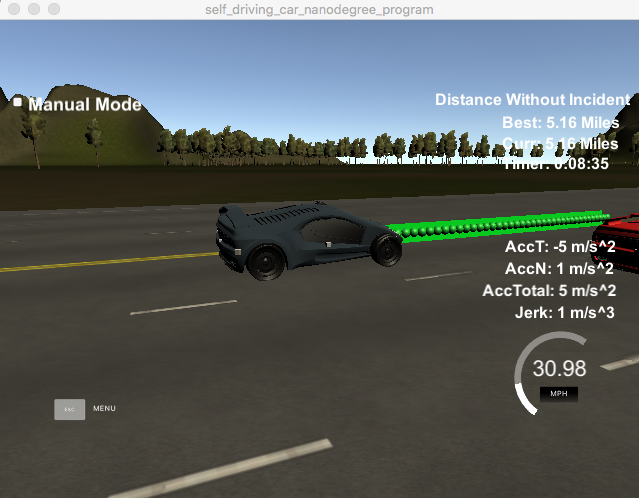 self_driving_car_nanodegree_program
Manual Mode
Distance Without Incident
Best: 5.16 Miles
Curr: 5.16 Miles
Timer: 0:08:35
AccT: -5 m/s^2
AccN: 1 m/s^2
AccTotal: 5 m/s^2
Jerk: 1 m/s^3
30.98
MPH
ESC
MENU